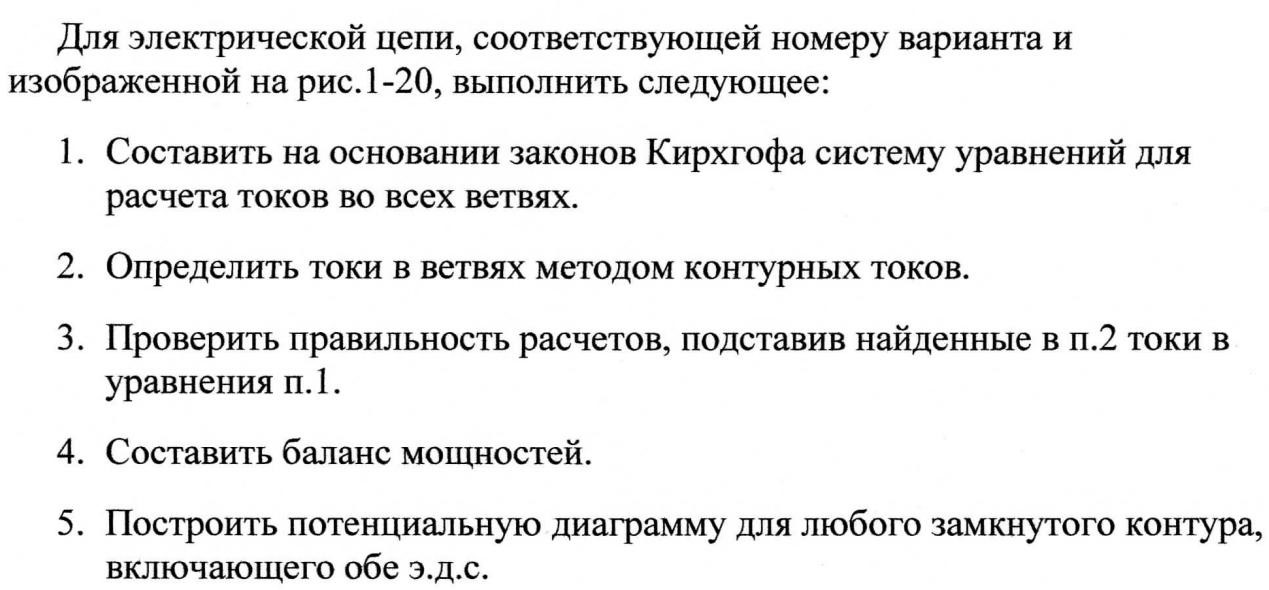 Для электрической цепи, соответствующей номеру варианта и
изображенной на рис.1-20, выполнить следующее:
1. Составить на основании законов Кирхгофа систему уравнений для
расчета токов во всех ветвях.
2. Определить токи в ветвях методом контурных токов.
3. Проверить правильность расчетов, подставив найденные в п.2 токи в
уравнения п.1.
4. Составить баланс мощностей.
5. Построить потенциальную диаграмму для любого замкнутого контура,
включающего обе э.д.с.